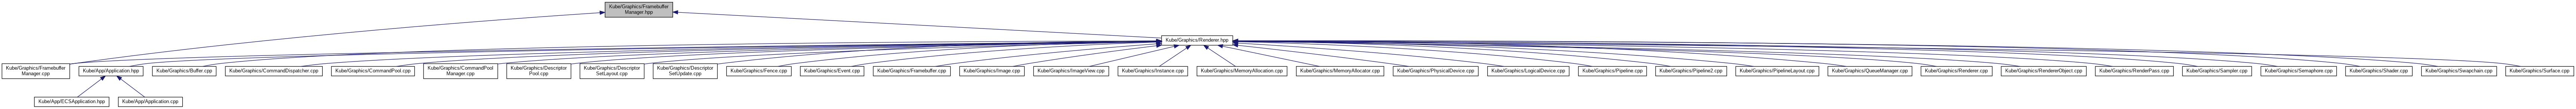 Kube/Graphics/Framebuffer
Manager.hpp
Kube/Graphics/Renderer.hpp
Kube/Graphics/Framebuffer
Manager.cpp
Kube/App/Application.hpp
Kube/Graphics/Buffer.cpp
Kube/Graphics/CommandDispatcher.cpp
Kube/Graphics/CommandPool.cpp
Kube/Graphics/CommandPool
Manager.cpp
Kube/Graphics/Descriptor
Pool.cpp
Kube/Graphics/Descriptor
SetLayout.cpp
Kube/Graphics/Descriptor
SetUpdate.cpp
Kube/Graphics/Fence.cpp
Kube/Graphics/Event.cpp
Kube/Graphics/Framebuffer.cpp
Kube/Graphics/Image.cpp
Kube/Graphics/ImageView.cpp
Kube/Graphics/Instance.cpp
Kube/Graphics/MemoryAllocation.cpp
Kube/Graphics/MemoryAllocator.cpp
Kube/Graphics/PhysicalDevice.cpp
Kube/Graphics/LogicalDevice.cpp
Kube/Graphics/Pipeline.cpp
Kube/Graphics/Pipeline2.cpp
Kube/Graphics/PipelineLayout.cpp
Kube/Graphics/QueueManager.cpp
Kube/Graphics/Renderer.cpp
Kube/Graphics/RendererObject.cpp
Kube/Graphics/RenderPass.cpp
Kube/Graphics/Sampler.cpp
Kube/Graphics/Semaphore.cpp
Kube/Graphics/Shader.cpp
Kube/Graphics/Swapchain.cpp
Kube/Graphics/Surface.cpp
Kube/App/ECSApplication.hpp
Kube/App/Application.cpp